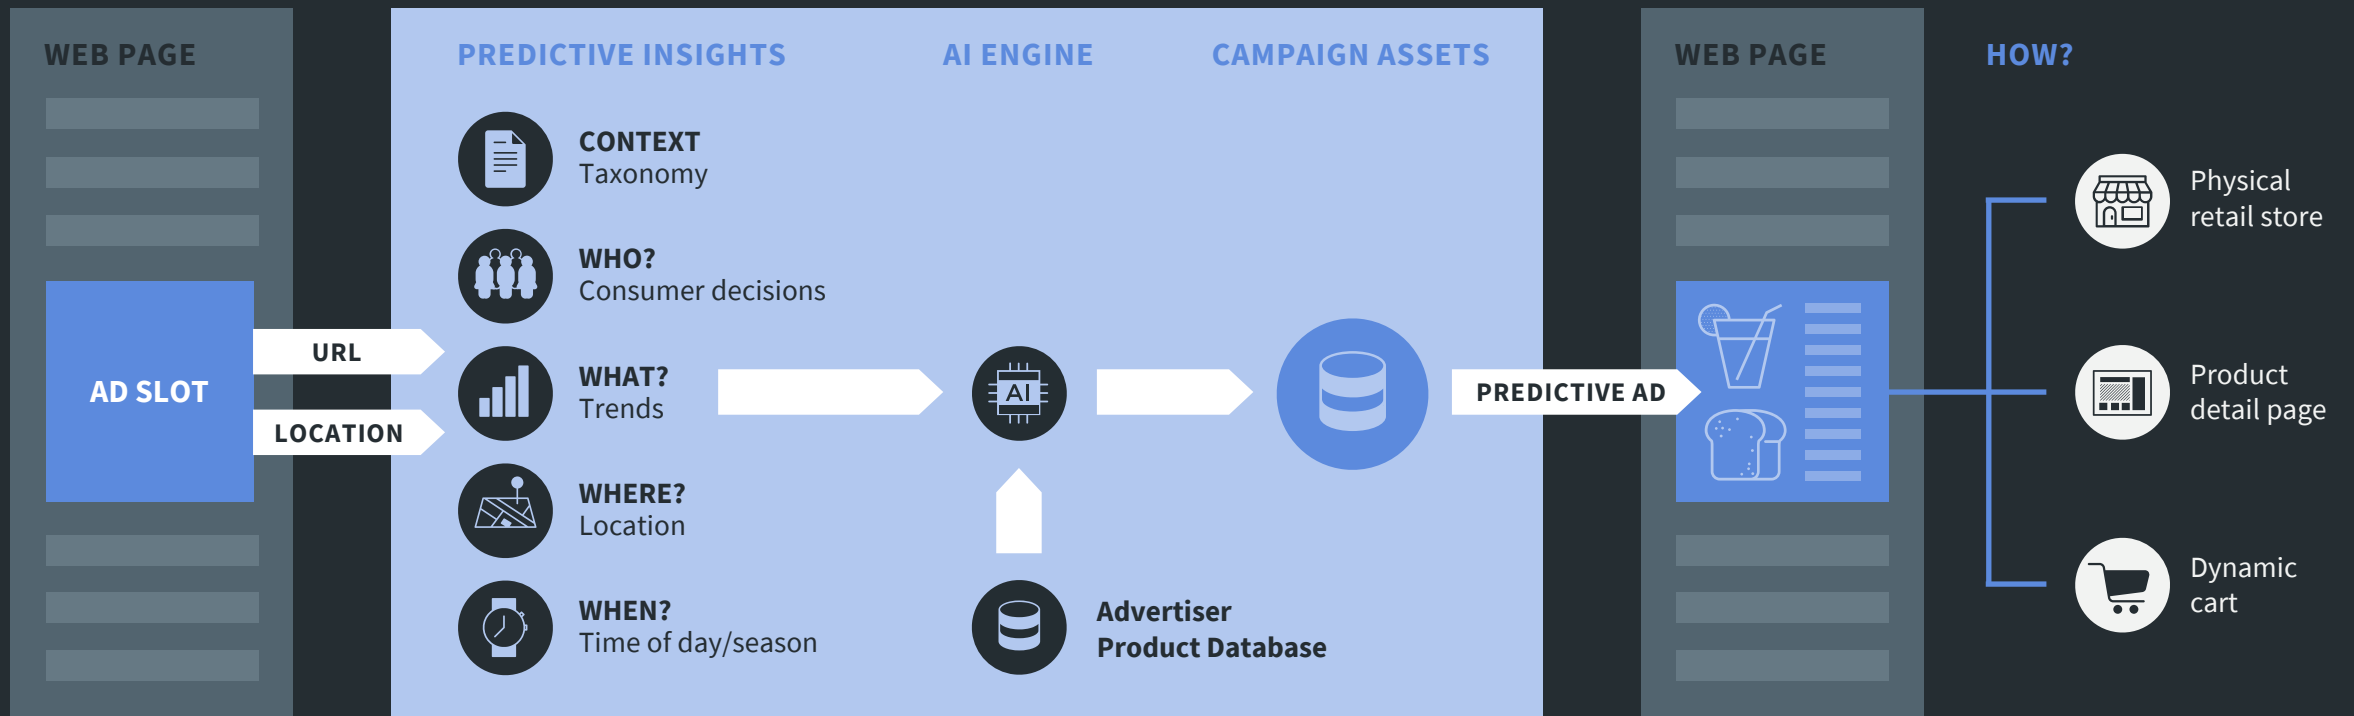 WEB PAGE
AD SLOT
URL
LOCATION
PREDICTIVE INSIGHTS
CONTEXT
Taxonomy
WHO?
Consumer decisions
WHAT?
Trends
WHERE?
Location
WHEN?
Time of day/season
AI ENGINE
AI
Advertiser
Product Database
CAMPAIGN ASSETS
PREDICTIVE AD
WEB PAGE
HOW?
Physical
retail store
Product
detail page
Dynamic
cart